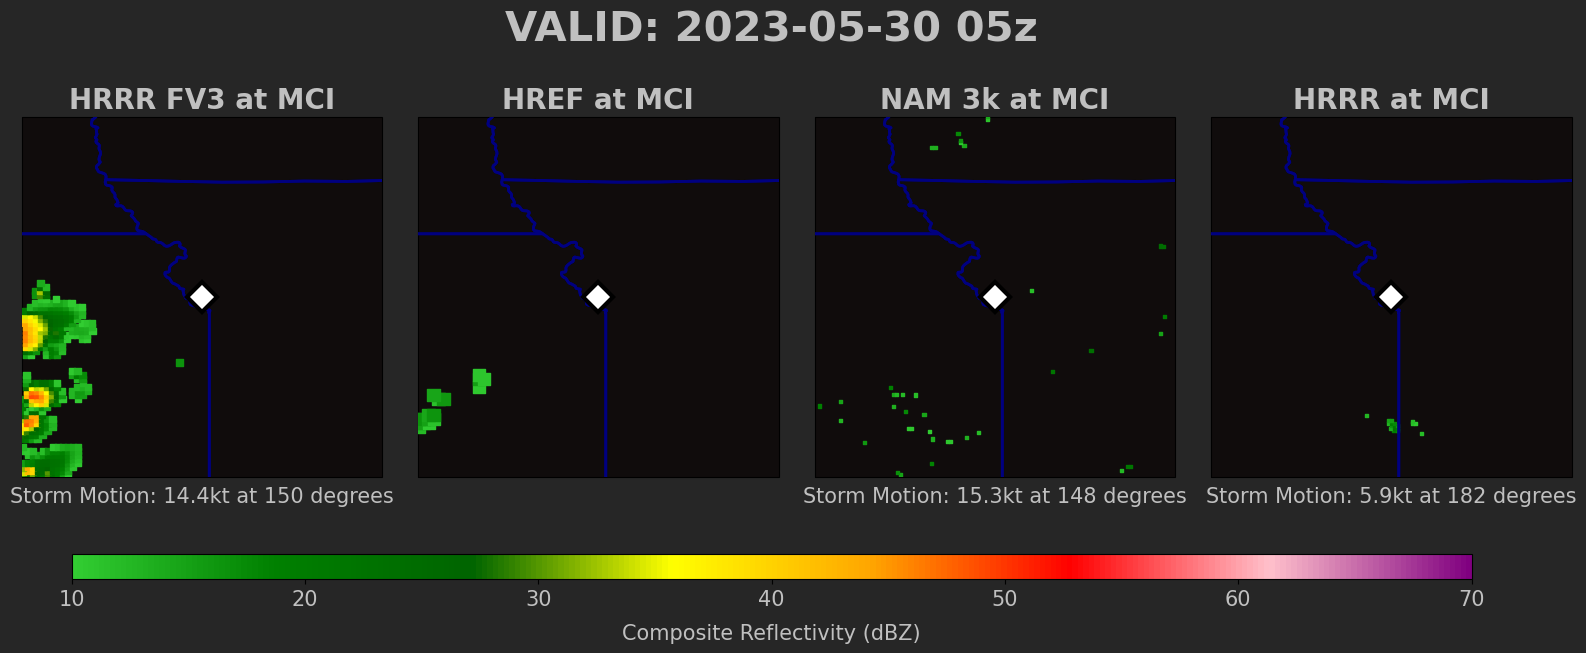 VALID: 2023-05-30 05z
HRRR FV3 at MCI
HREF at MCI
NAM 3k at MCI
HRRR at MCI
Storm Motion: 14.4kt at 150 degrees
Storm Motion: 15.3kt at 148 degrees
Storm Motion: 5.9kt at 182 degrees
10 20 30 40 50 60 70
Composite Reflectivity (dBZ)